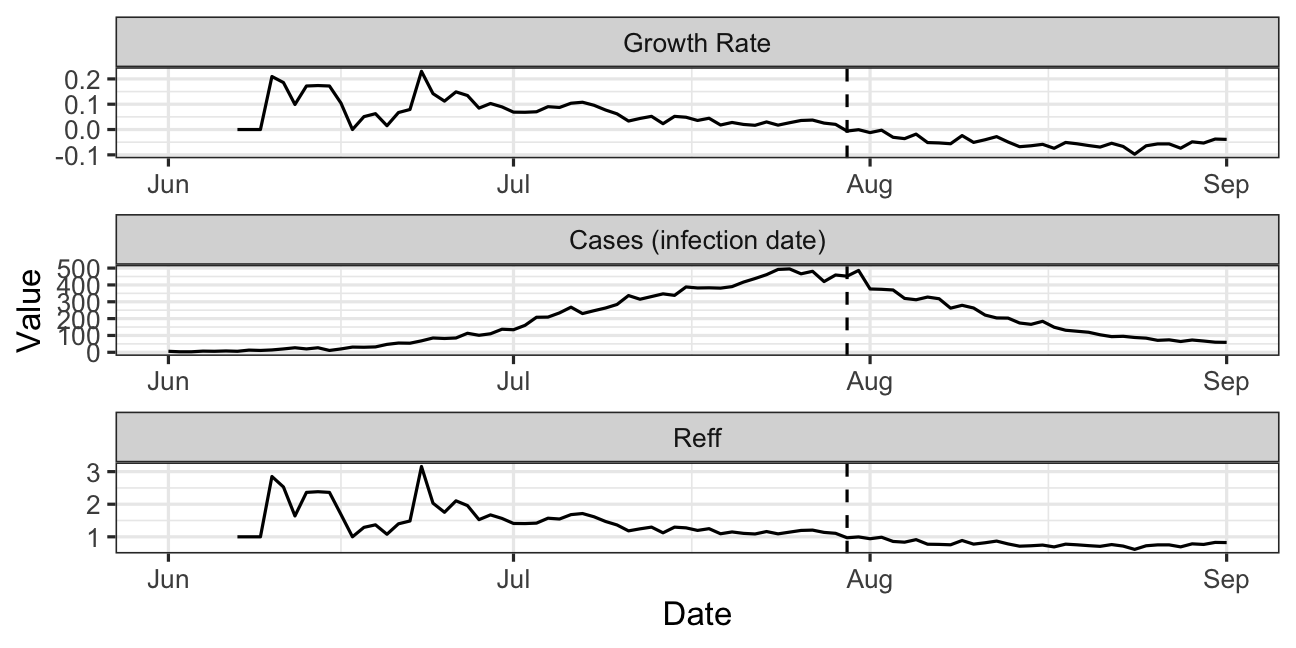 Growth Rate
0.2
0.1
0.0
-0.1
Jun Jul Aug Sep
Cases (infection date)
Value
500
400
300
200
100
0
Jun Jul Aug Sep
Reff
3
2
1
Jun Jul Aug Sep
Date